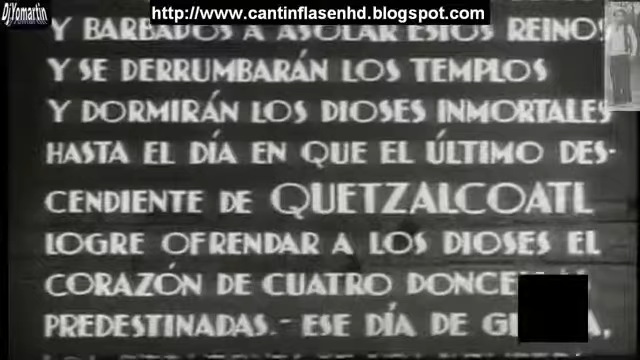 DjYomartin
http://www.cantinflasenhd.blogspot.com
Y BARBADOS A ASOLAR ESTOS REINOS
Y SE DERRUMBARÁN LOS TEMPLOS
Y DORMIRÁN LOS DIOSES INMORTALES
HASTA EL DÍA EN QUE EL ÚLTIMO DES-
CENDIENTE DE QUETZALCOATL
LOGRE OFRENDAR A LOS DIOSES EL
CORAZÓN DE CUATRO
PREDESTINADAS.- ESE DÍA DE